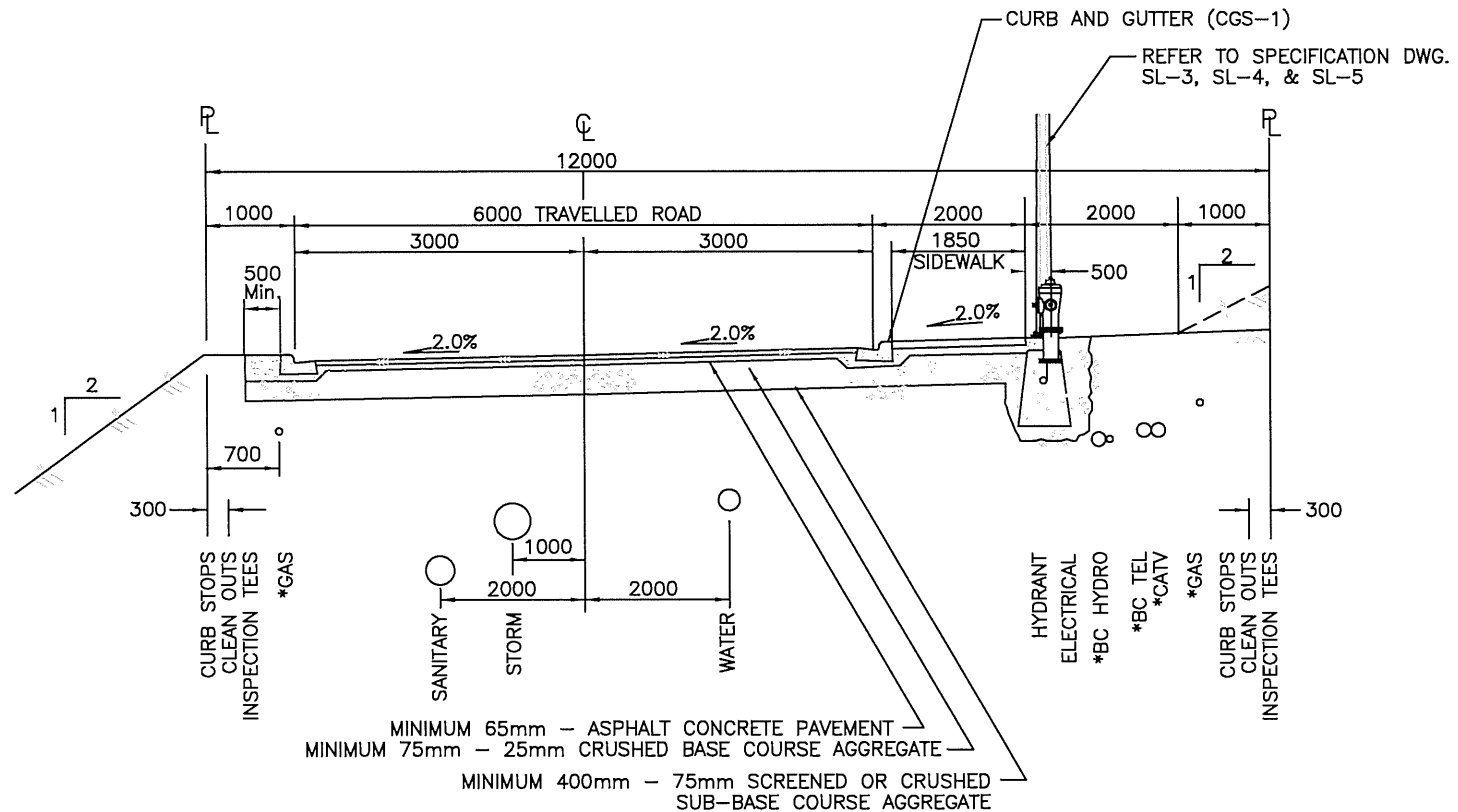 CURB AND GUTTER (CGS-1)
REFER TO SPECIFICATION DWG.
SL-3, SL-4, & SL-5
PL
CL
PL
12000
1000
6000 TRAVELLED ROAD
2000
2000
1000
3000
3000
1850
SIDEWALK
500
500
Min.
2.0%
2.0%
2.0%
1
2
1
2
700
300
300
1000
2000
2000
CURB STOPS
CLEAN OUTS
INSPECTION TEES
*GAS
SANITARY
STORM
WATER
HYDRANT
ELECTRICAL
*BC HYDRO
*BC TEL
*CATV
*GAS
CURB STOPS
CLEAN OUTS
INSPECTION TEES
MINIMUM 65mm - ASPHALT CONCRETE PAVEMENT
MINIMUM 75mm - 25mm CRUSHED BASE COURSE AGGREGATE
MINIMUM 400mm - 75mm SCREENED OR CRUSHED
SUB-BASE COURSE AGGREGATE